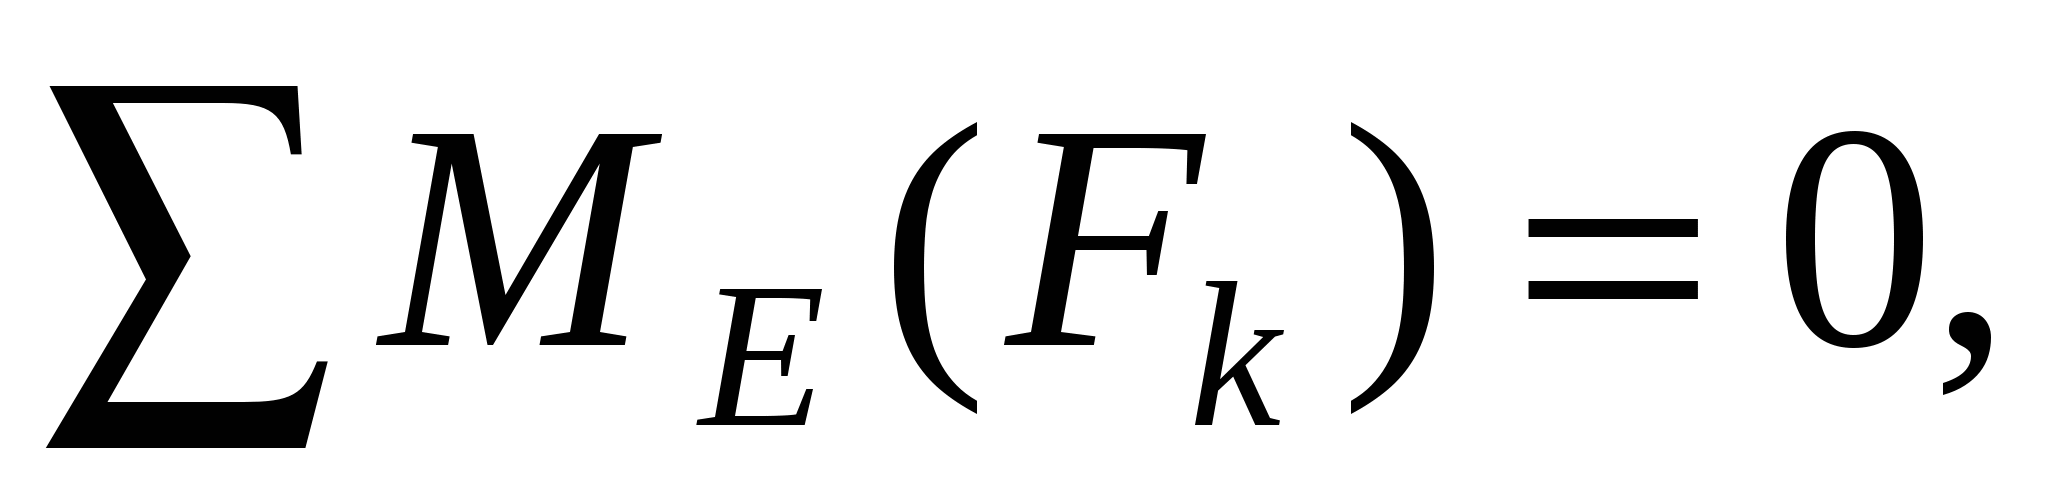 ∑ M_E (F_k) = 0,